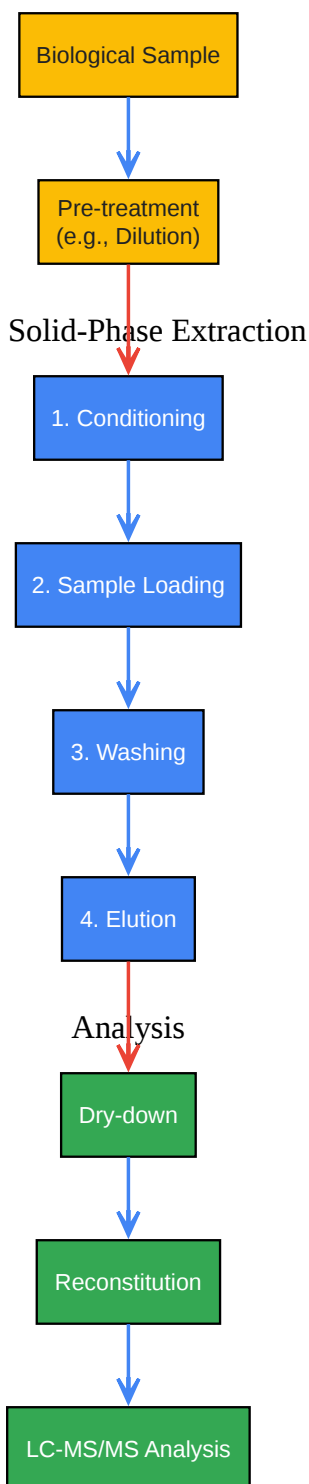 Biological Sample
Pre-treatment
(e.g., Dilution)
Solid-Phase Extraction
1. Conditioning
2. Sample Loading
3. Washing
4. Elution
Analysis
Dry-down
Reconstitution
LC-MS/MS Analysis